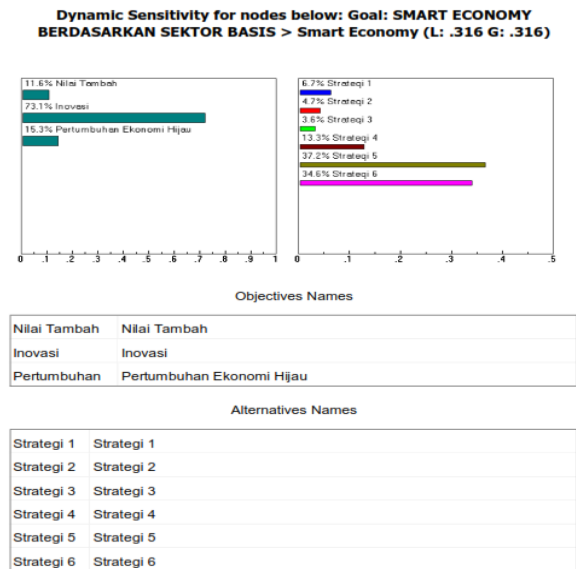 Dynamic Sensitivity for nodes below: Goal: SMART ECONOMY
BERDASARKAN SEKTOR BASIS > Smart Economy (L: .316 G: .316)
11.6% Nilai Tambah
73.1% Inovasi
15.3% Pertumbuhan Ekonomi Hijau
0 .1 .2 .3 .4 .5 .6 .7 .8 .9 1
6.7% Strategi 1
4.7% Strategi 2
3.6% Strategi 3
13.3% Strategi 4
37.2% Strategi 5
34.6% Strategi 6
0 .1 .2 .3 .4 .5
Objectives Names
Nilai Tambah Nilai Tambah
Inovasi Inovasi
Pertumbuhan Pertumbuhan Ekonomi Hijau
Alternatives Names
Strategi 1 Strategi 1
Strategi 2 Strategi 2
Strategi 3 Strategi 3
Strategi 4 Strategi 4
Strategi 5 Strategi 5
Strategi 6 Strategi 6